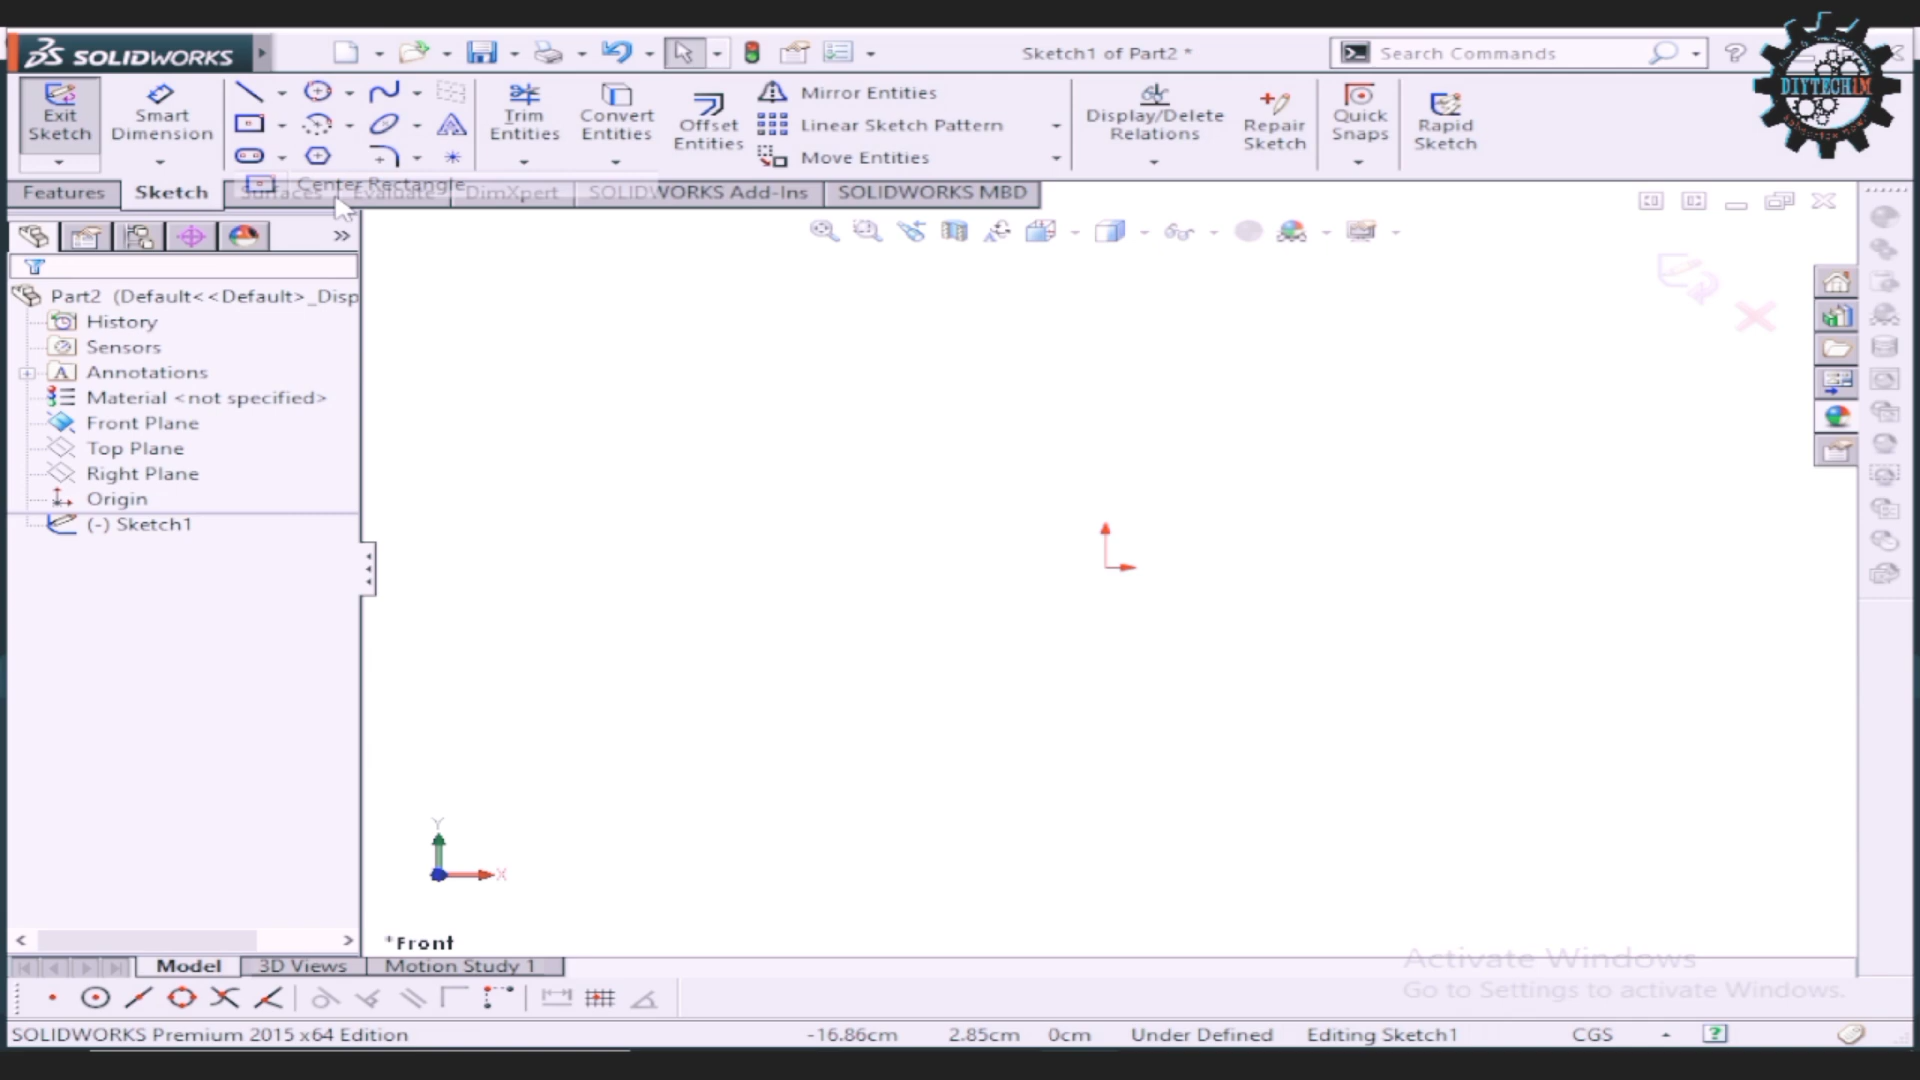 SOLIDWORKS
Sketch1 of Part2 *
Search Commands
DIYTECH1M
Exit Sketch
Smart Dimension
Trim Entities
Convert Entities
Offset Entities
Mirror Entities
Linear Sketch Pattern
Move Entities
Display/Delete Relations
Repair Sketch
Quick Snaps
Rapid Sketch
Features
Sketch
Surfaces
Evaluate
Center Rectangle
DimXpert
SOLIDWORKS Add-Ins
SOLIDWORKS MBD
Part2 (Default<<Default>_Disp
History
Sensors
Annotations
Material <not specified>
Front Plane
Top Plane
Right Plane
Origin
(-) Sketch1
Y
X
*Front
Activate Windows
Go to Settings to activate Windows.
Model
3D Views
Motion Study 1
SOLIDWORKS Premium 2015 x64 Edition
-16.86cm
2.85cm
0cm
Under Defined
Editing Sketch1
CGS